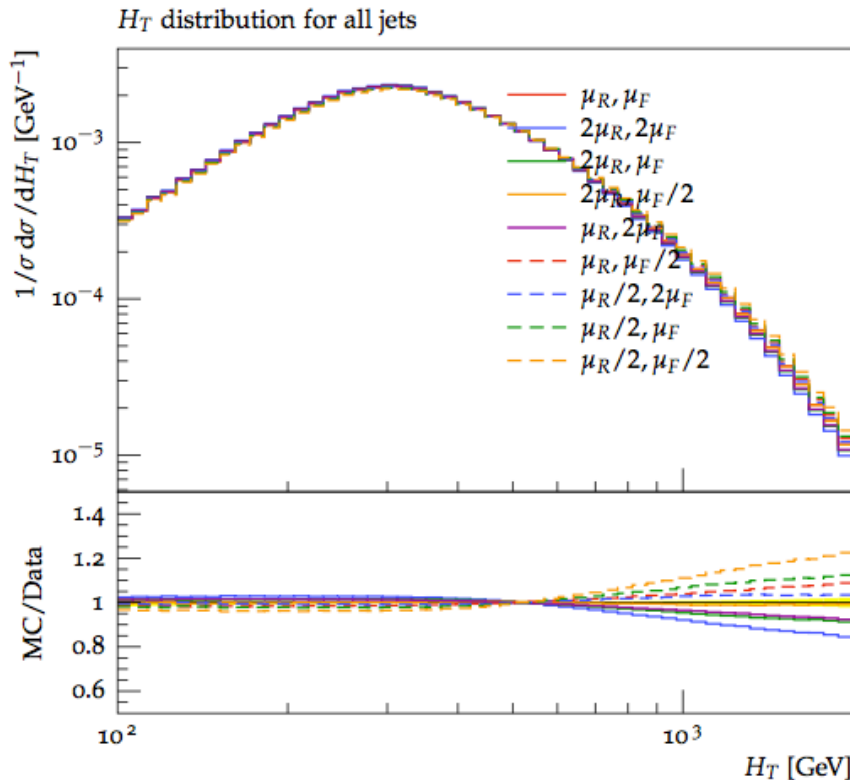 H_T distribution for all jets
1/σ dσ/dH_T [GeV⁻¹]
10⁻³
10⁻⁴
10⁻⁵
μ_R, μ_F
2μ_R, 2μ_F
2μ_R, μ_F
2μ_R, μ_F/2
μ_R, 2μ_F
μ_R, μ_F/2
μ_R/2, 2μ_F
μ_R/2, μ_F
μ_R/2, μ_F/2
MC/Data
1.4
1.2
1
0.8
0.6
10²
10³
H_T [GeV]